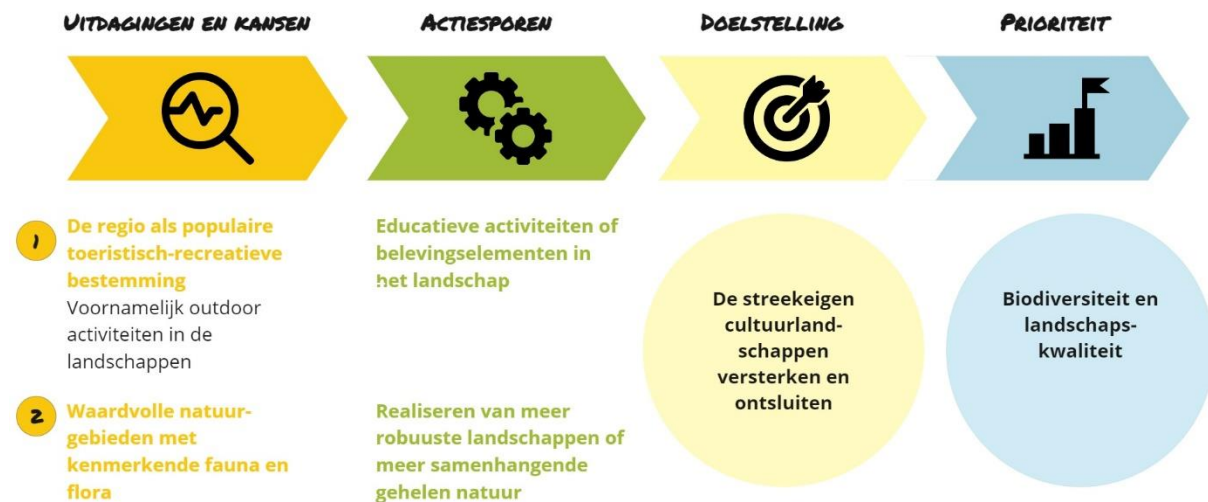 UITDAGINGEN EN KANSEN
ACTIESPOREN
DOELSTELLING
PRIORITEIT
1
De regio als populaire
toeristisch-recreatieve
bestemming
Voornamelijk outdoor
activiteiten in de
landschappen
Educatieve activiteiten of
belevingselementen in
het landschap
2
Waardvolle natuur-
gebieden met
kenmerkende fauna en
flora
Realiseren van meer
robuuste landschappen of
meer samenhangende
gehelen natuur
De streekeigen
cultuurland-
schappen
versterken en
ontsluiten
Biodiversiteit en
landschaps-
kwaliteit